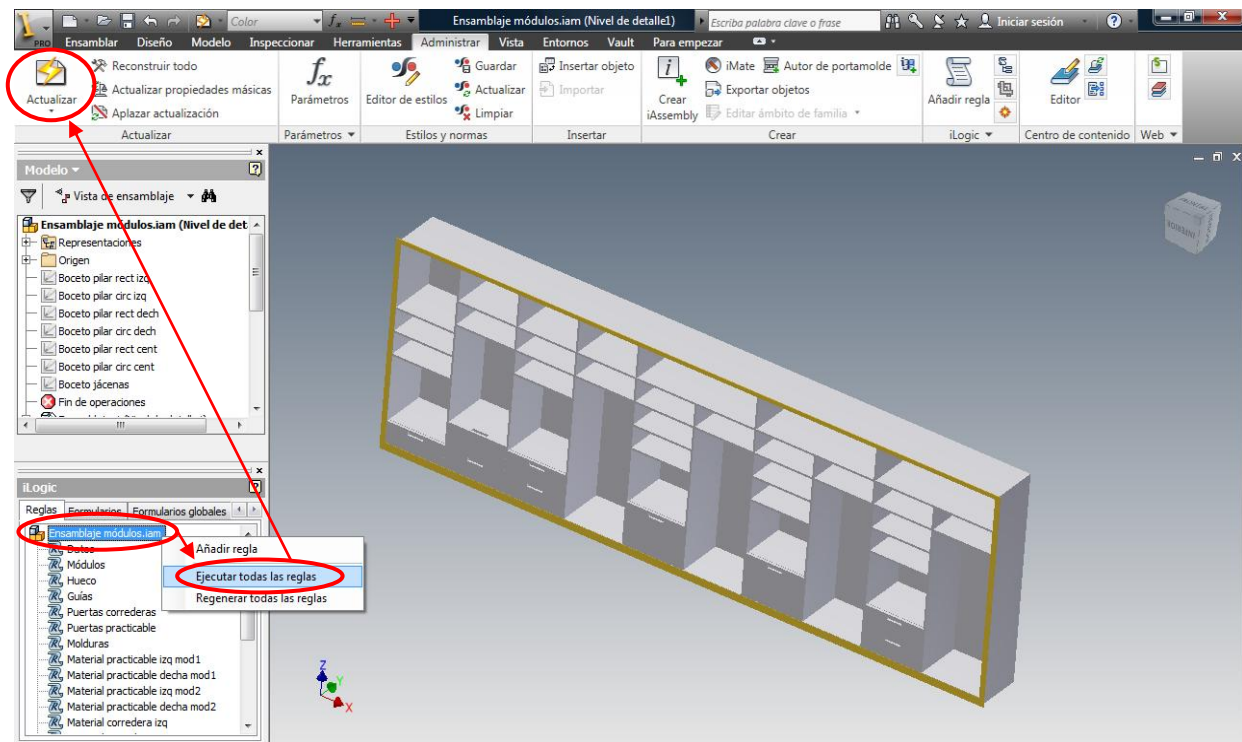 Color
fx
Ensamblaje módulos.iam (Nivel de detalle1)
Escriba palabra clave o frase
Iniciar sesión
PRO
Ensamblar Diseño Modelo Inspeccionar Herramientas Administrar Vista Entornos Vault Para empezar
Actualizar
Reconstruir todo
Actualizar propiedades másicas
Aplazar actualización
Actualizar
fx
Parámetros
Parámetros
Editor de estilos
Guardar
Actualizar
Limpiar
Estilos y normas
Insertar objeto
Importar
Insertar
Crear
iAssembly
iMate
Autor de portamolde
Exportar objetos
Editar ámbito de familia
Crear
Añadir regla
iLogic
Editor
Centro de contenido
Web
Modelo
Vista de ensamblaje
Ensamblaje módulos.iam (Nivel de det
Representaciones
Origen
Boceto pilar rect izq
Boceto pilar circ izq
Boceto pilar rect dech
Boceto pilar circ dech
Boceto pilar rect cent
Boceto pilar circ cent
Boceto jácenas
Fin de operaciones
iLogic
Reglas Formularios Formularios globales
Ensamblaje módulos.iam
Datos
Módulos
Hueco
Guías
Puertas correderas
Puertas practicable
Molduras
Material practicable izq mod1
Material practicable decha mod1
Material practicable izq mod2
Material practicable decha mod2
Material corredera izq
Añadir regla
Ejecutar todas las reglas
Regenerar todas las reglas
Z
Y
X